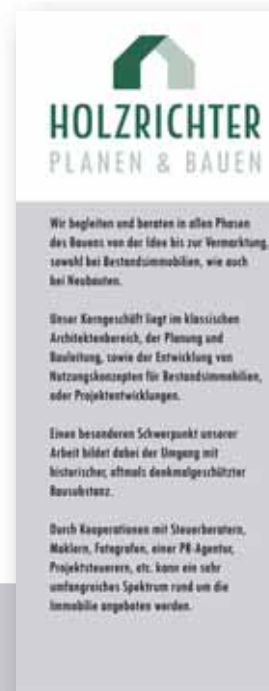 HOLZRICHTER
PLANEN & BAUEN
Wir begleiten und beraten in allen Phasen
des Bauens von der Idee bis zur Vermarktung,
sowohl bei Bestandsimmobilien, wie auch
bei Neubauten.
Unser Kerngeschäft liegt im klassischen
Architektenbereich, der Planung und
Bauleitung, sowie der Entwicklung von
Nutzungskonzepten für Bestandsimmobilien,
oder Projektentwicklungen.
Einen besonderen Schwerpunkt unserer
Arbeit bildet dabei der Umgang mit
historischer, oftmals denkmalgeschützter
Bausubstanz.
Durch Kooperationen mit Steuerberatern,
Maklern, Fotografen, einer PR-Agentur,
Projektsteuerern, etc. kann ein sehr
umfangreiches Spektrum rund um die
Immobilie angeboten werden.